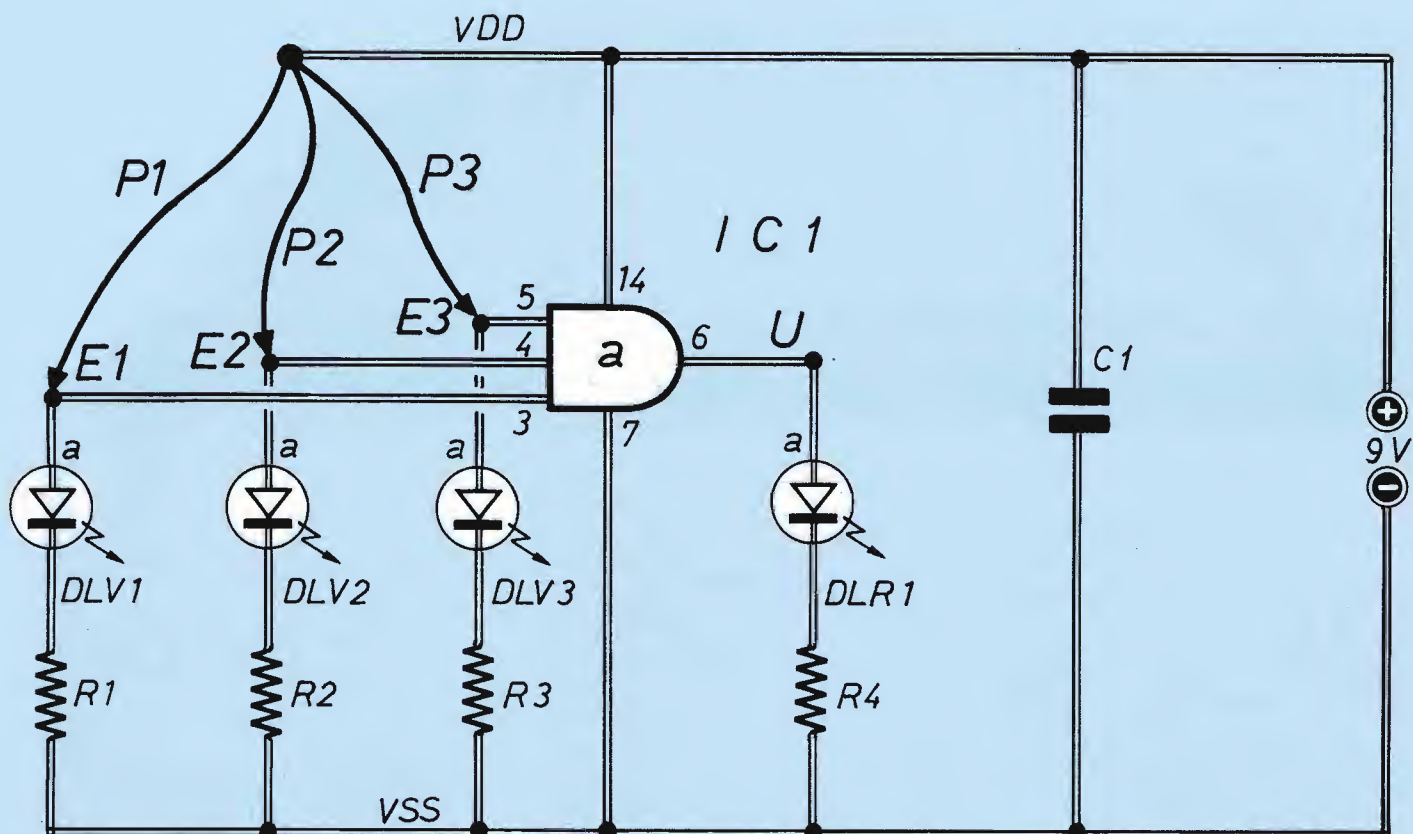 VDD
P1
P2
P3
I C 1
14
5
E3
4
6
U
E2
a
E1
3
7
C1
+
9V
-
a
a
a
a
DLV1
DLV2
DLV3
DLR1
R1
R2
R3
R4
VSS